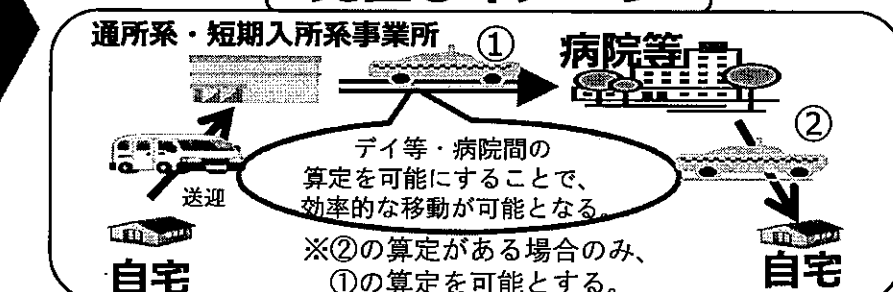 通所系・短期入所系事業所
①
病院等
②
デイ等・病院間の
算定を可能にすることで、
効率的な移動が可能となる。
送迎
自宅
※②の算定がある場合のみ、
①の算定を可能とする。
自宅